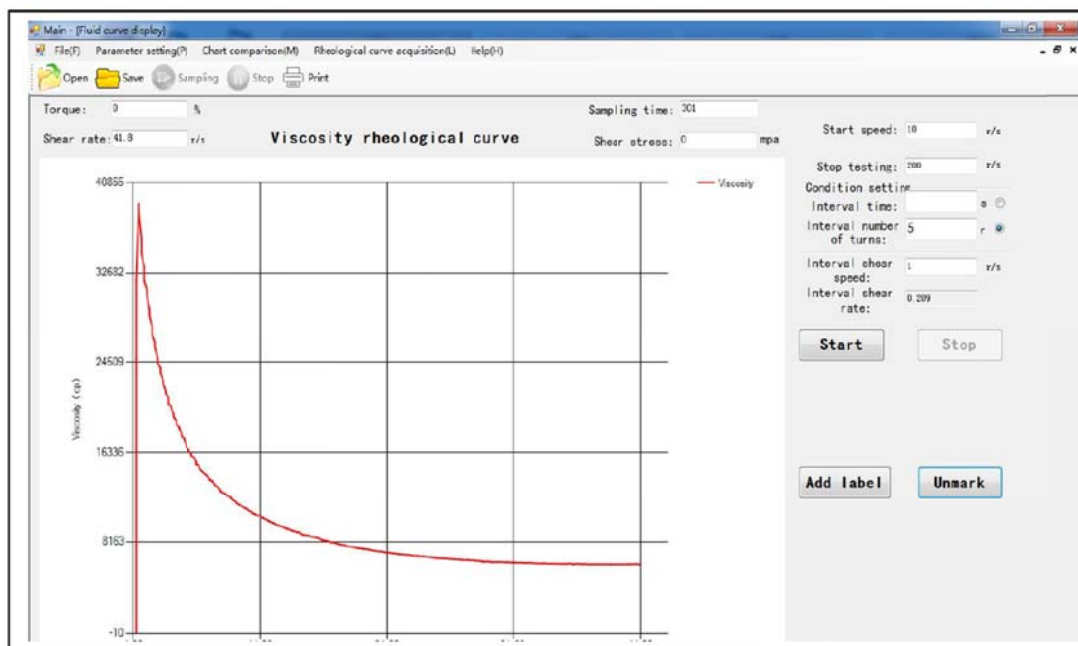 Main - [Fluid curve display]
File(F) Parameter setting(P) Chart comparison(M) Rheological curve acquisition(L) Help(H)
Open Save Sampling Stop Print
Torque: 0 % Sampling time: 301
Shear rate: 41.8 r/s Viscosity rheological curve Shear stress: 0 mpa
Start speed: 10 r/s
Stop testing: 200 r/s
Condition setting
Interval time: s
Interval number of turns: 5 r
Interval shear speed: 1 r/s
Interval shear rate: 0.209
Start Stop
Add label Unmark
Viscosity
40855
32682
24509
16336
8163
-10
Viscosity (cp)